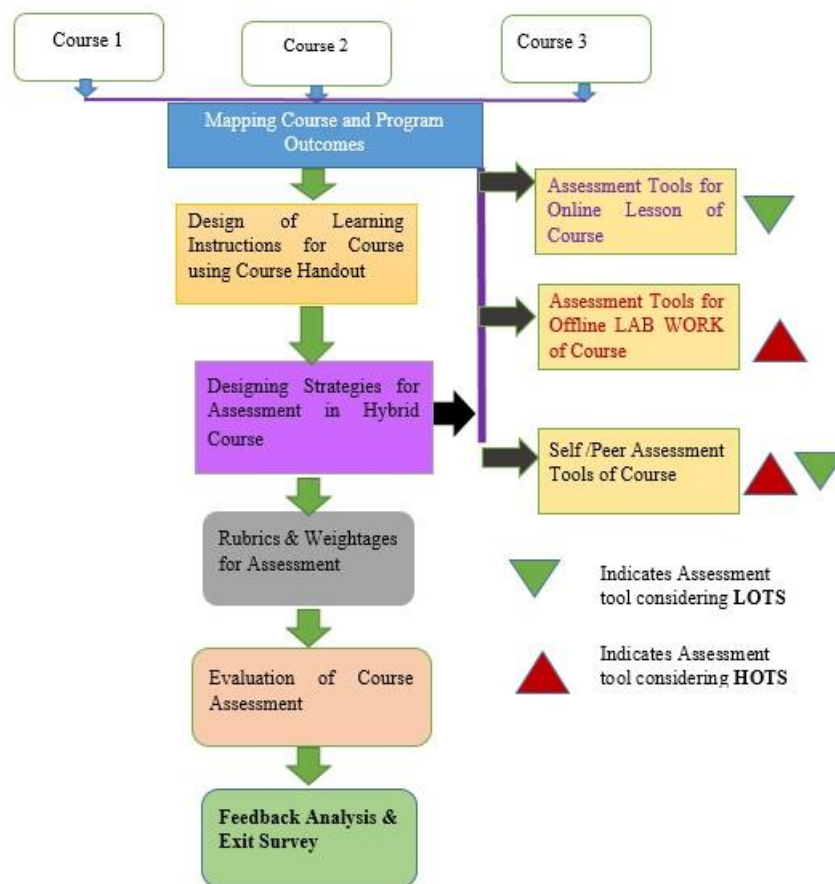 Course 1
Course 2
Course 3
Mapping Course and Program
Outcomes
Design of Learning
Instructions for Course
using Course Handout
Designing Strategies for
Assessment in Hybrid
Course
Rubrics & Weightages
for Assessment
Evaluation of Course
Assessment
Feedback Analysis &
Exit Survey
Assessment Tools for
Online Lesson of
Course
Assessment Tools for
Offline LAB WORK
of Course
Self /Peer Assessment
Tools of Course
Indicates Assessment
tool considering LOTS
Indicates Assessment
tool considering HOTS